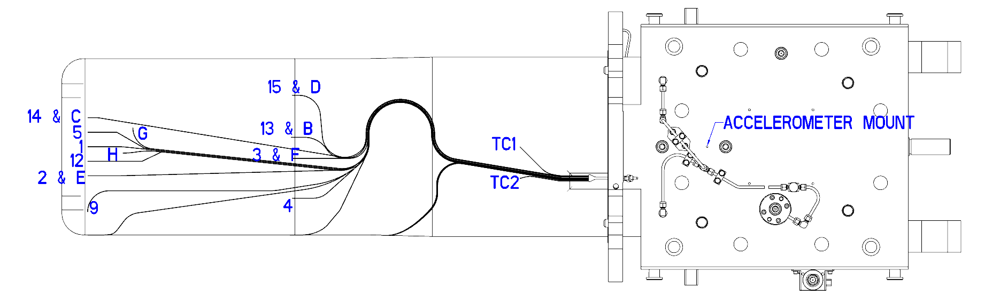 15 & D
14 & C
13 & B
5
G
1
H
12
3 & F
2 & E
9
4
TC1
TC2
ACCELEROMETER MOUNT